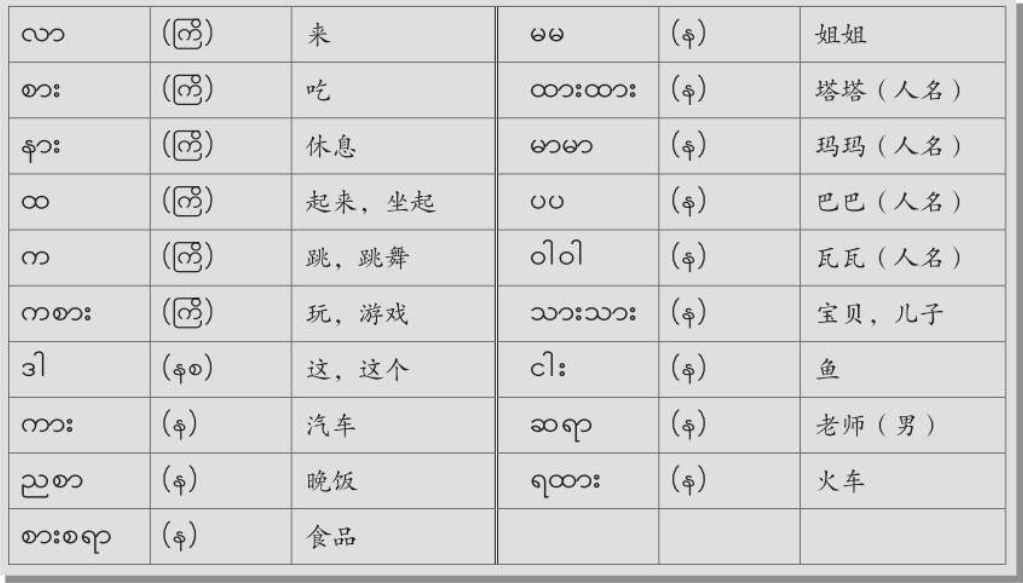 လာ (ကြိ) 来 မမ (န) 姐姐
စား (ကြိ) 吃 ထားထား (န) 塔塔（人名）
နား (ကြိ) 休息 မာမာ (န) 玛玛（人名）
ထ (ကြိ) 起来，坐起 ပပ (န) 巴巴（人名）
က (ကြိ) 跳，跳舞 ဝါဝါ (န) 瓦瓦（人名）
ကစား (ကြိ) 玩，游戏 သားသား (န) 宝贝，儿子
ဒါ (နစ) 这，这个 ငါး (န) 鱼
ကား (န) 汽车 ဆရာ (န) 老师（男）
ညစာ (န) 晚饭 ရထား (န) 火车
စားစရာ (န) 食品